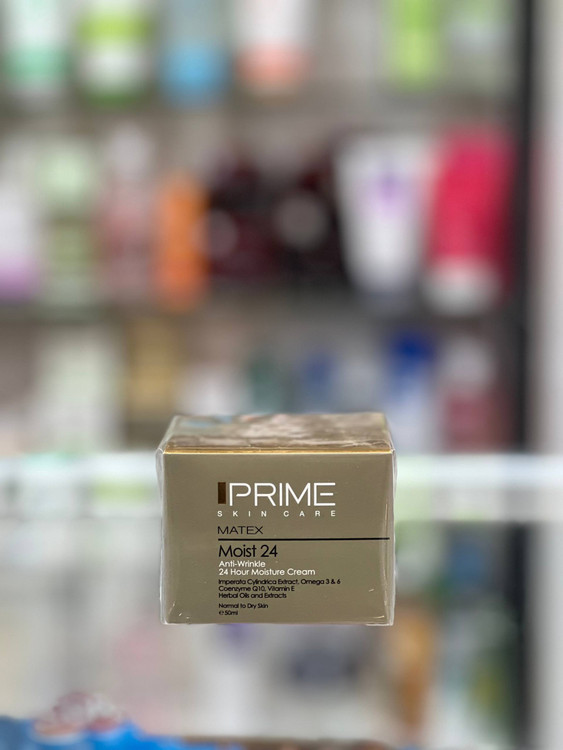 PRIME
SKIN CARE
MATEX
Moist 24
Anti-Wrinkle
24 Hour Moisture Cream
Imperata Cylindrica Extract, Omega 3 & 6
Coenzyme Q10, Vitamin E
Herbal Oils and Extracts
Normal to Dry Skin
℮50ml